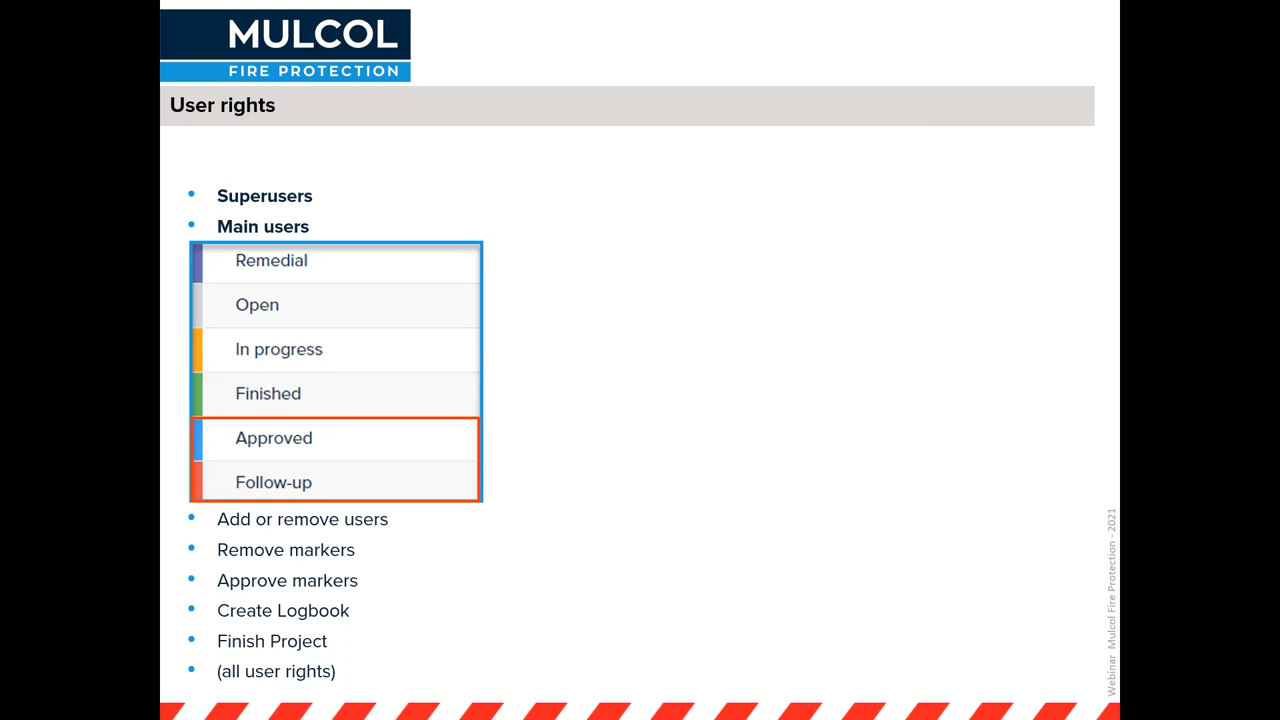 MULCOL
FIRE PROTECTION
User rights
• Superusers
• Main users
Remedial
Open
In progress
Finished
Approved
Follow-up
• Add or remove users
• Remove markers
• Approve markers
• Create Logbook
• Finish Project
• (all user rights)
Webinar Mulcol Fire Protection - 2021